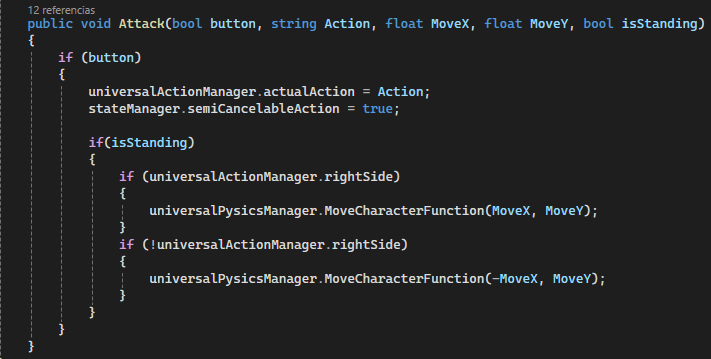 12 referencias
public void Attack(bool button, string Action, float MoveX, float MoveY, bool isStanding)
{
if (button)
{
universalActionManager.actualAction = Action;
stateManager.semiCancelableAction = true;
if(isStanding)
{
if (universalActionManager.rightSide)
{
universalPysicsManager.MoveCharacterFunction(MoveX, MoveY);
}
if (!universalActionManager.rightSide)
{
universalPysicsManager.MoveCharacterFunction(-MoveX, MoveY);
}
}
}
}